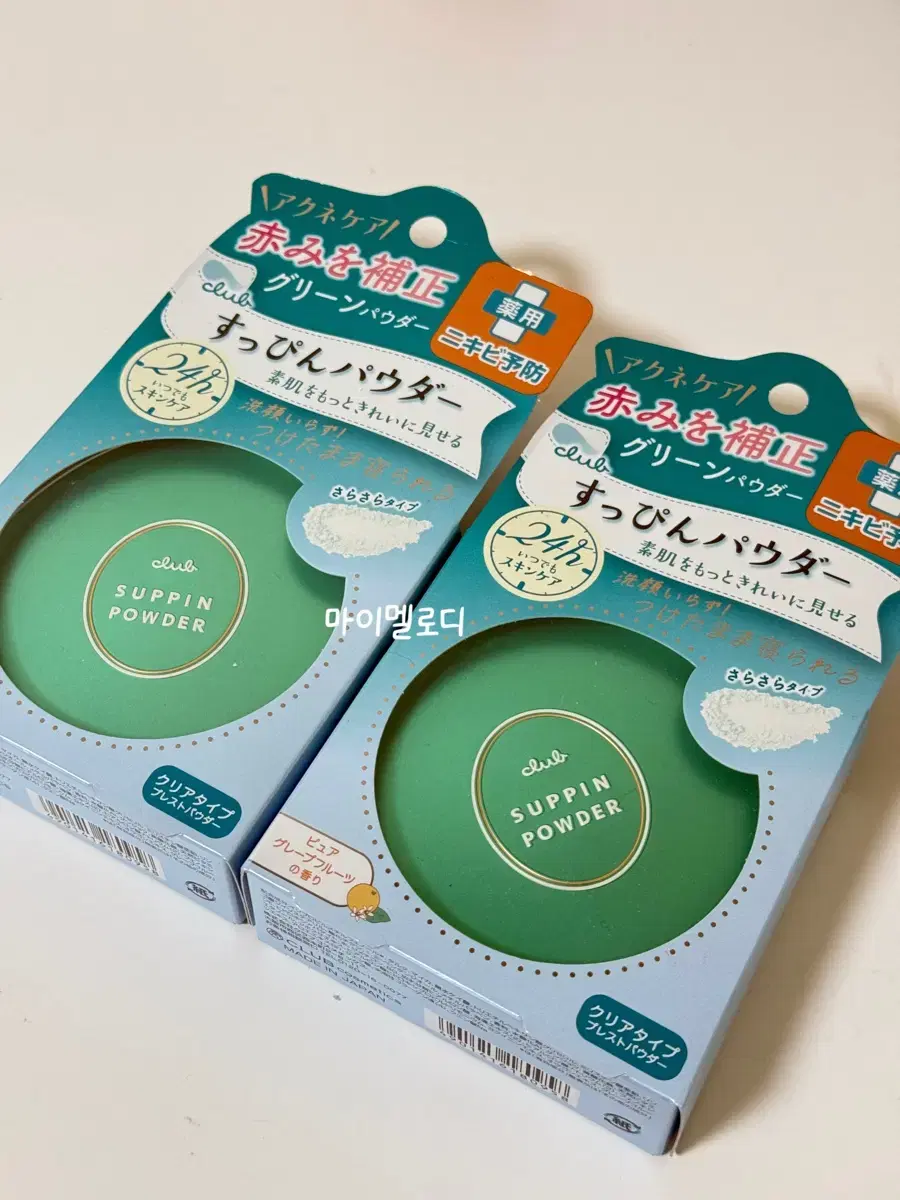 \アクネケア/
赤みを補正
グリーンパウダー
club
すっぴんパウダー
素肌をもっときれいに見せる
薬用
ニキビ予防
24h
いつでも
スキンケア
洗顔いらず!
つけたまま寝られる
さらさらタイプ
club
SUPPIN
POWDER
クリアタイプ
プレストパウダー
마이멜로디
\アクネケア/
赤みを補正
グリーンパウダー
club
すっぴんパウダー
素肌をもっときれいに見せる
薬
ニキビ予
24h
いつでも
スキンケア
洗顔いらず!
つけたまま寝られる
さらさらタイプ
club
SUPPIN
POWDER
ピュア
グレープフルーツ
の香り
クリアタイプ
プレストパウダー
CLUB cosmetics
MADE IN JAPAN